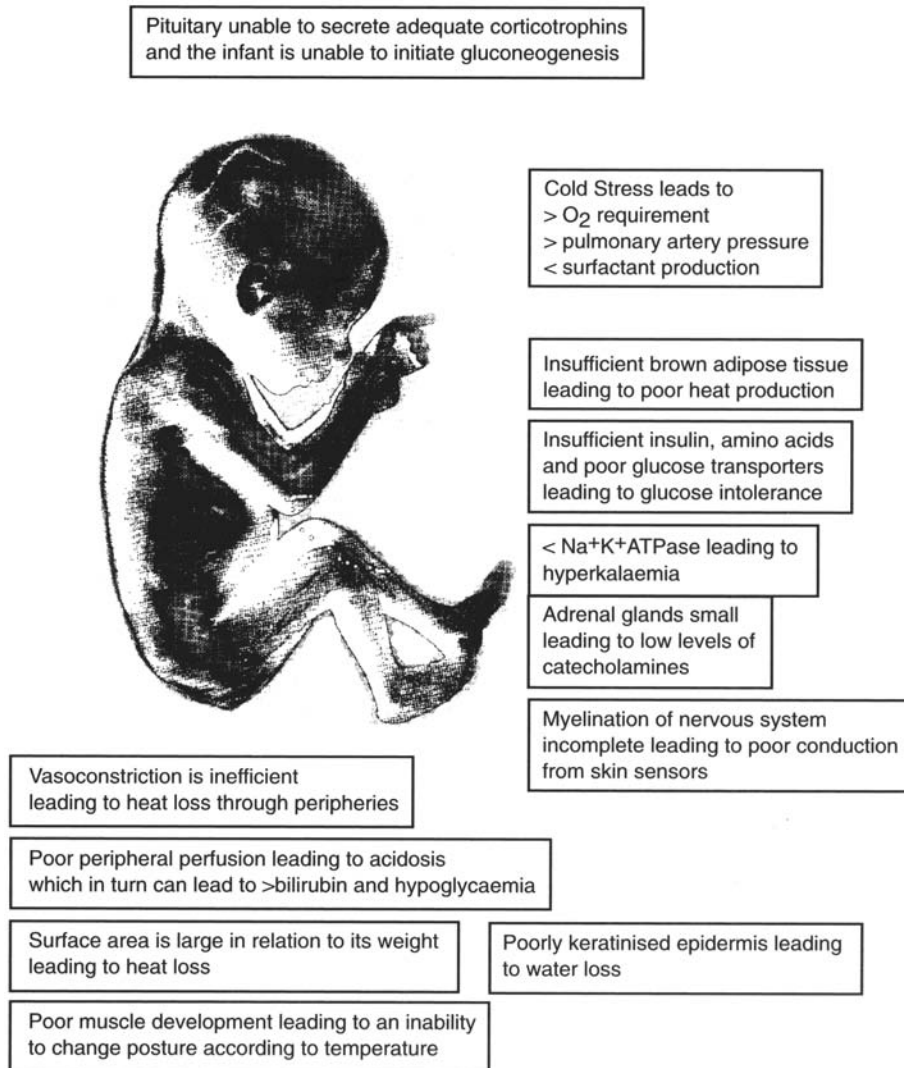 Pituitary unable to secrete adequate corticotrophins
and the infant is unable to initiate gluconeogenesis
Cold Stress leads to
> O2 requirement
> pulmonary artery pressure
< surfactant production
Insufficient brown adipose tissue
leading to poor heat production
Insufficient insulin, amino acids
and poor glucose transporters
leading to glucose intolerance
< Na+K+ATPase leading to
hyperkalaemia
Adrenal glands small
leading to low levels of
catecholamines
Myelination of nervous system
incomplete leading to poor conduction
from skin sensors
Vasoconstriction is inefficient
leading to heat loss through peripheries
Poor peripheral perfusion leading to acidosis
which in turn can lead to >bilirubin and hypoglycaemia
Surface area is large in relation to its weight
leading to heat loss
Poorly keratinised epidermis leading
to water loss
Poor muscle development leading to an inability
to change posture according to temperature